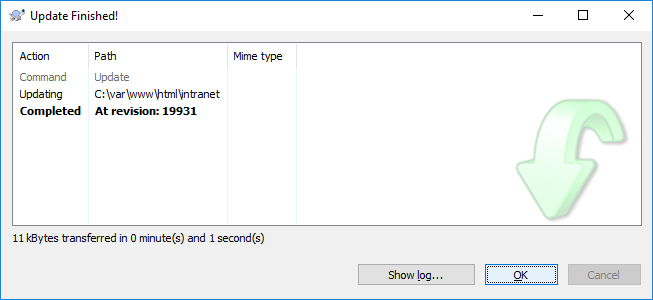 Update Finished!
Action Path Mime type
Command Update
Updating C:\var\www\html\intranet
Completed At revision: 19931
11 kBytes transferred in 0 minute(s) and 1 second(s)
Show log... OK Cancel